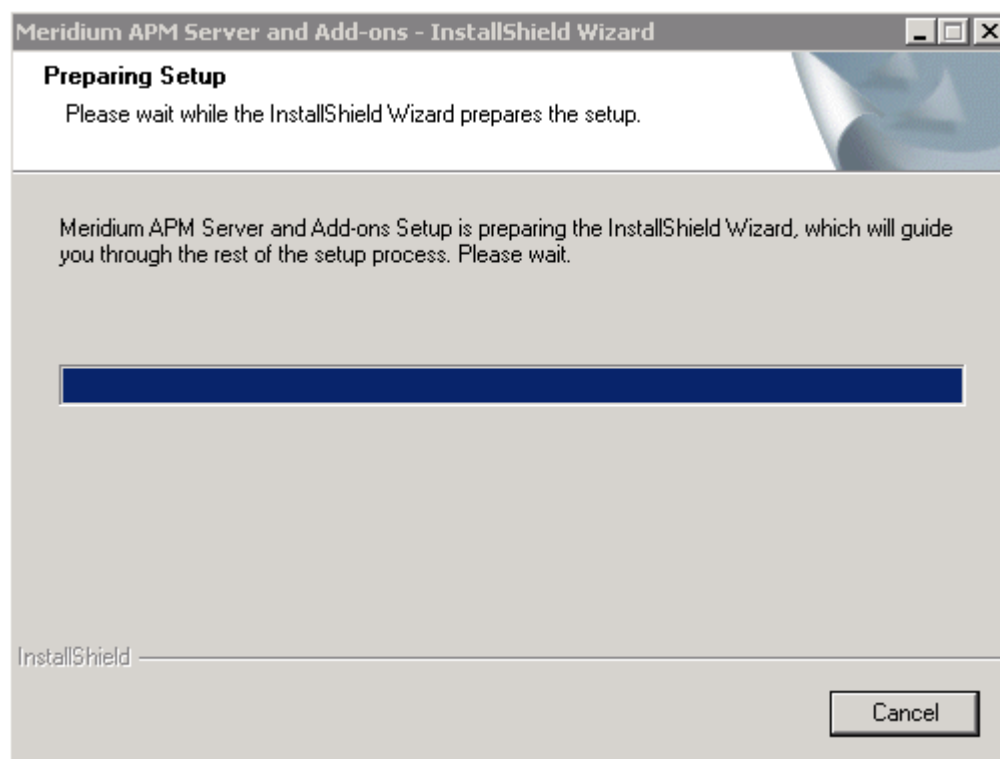 Meridium APM Server and Add-ons - InstallShield Wizard
Preparing Setup
Please wait while the InstallShield Wizard prepares the setup.
Meridium APM Server and Add-ons Setup is preparing the InstallShield Wizard, which will guide
you through the rest of the setup process. Please wait.
InstallShield
Cancel